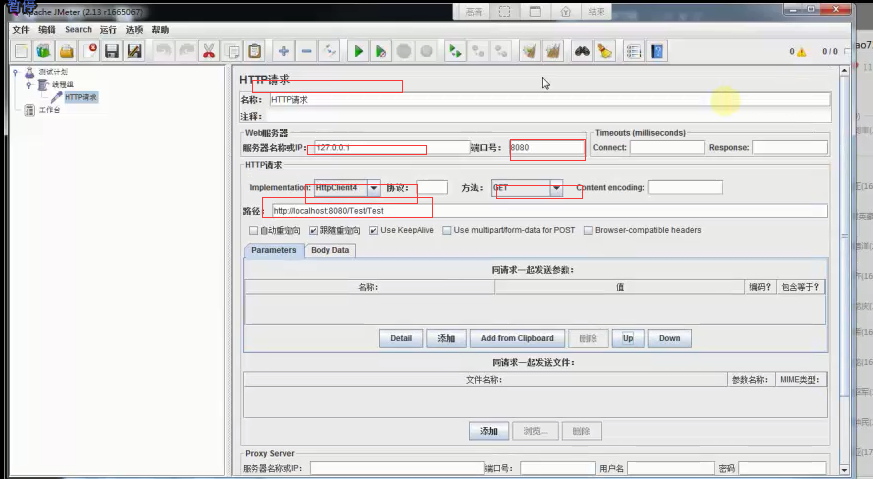 暂停
Apache JMeter (2.13 r1665067)
高清 结束
文件 编辑 Search 运行 选项 帮助
0 0 / 0
测试计划
线程组
HTTP请求
工作台
HTTP请求
名称: HTTP请求
注释:
Web服务器
服务器名称或IP: 127.0.0.1 端口号: 8080
Timeouts (milliseconds)
Connect: Response:
HTTP请求
Implementation: HttpClient4 协议: 方法: GET Content encoding:
路径: http://localhost:8080/Test/Test
自动重定向 跟随重定向 Use KeepAlive Use multipart/form-data for POST Browser-compatible headers
Parameters Body Data
同请求一起发送参数:
名称: 值 编码? 包含等于?
Detail 添加 Add from Clipboard 删除 Up Down
同请求一起发送文件:
文件名称: 参数名称: MIME类型:
添加 浏览... 删除
Proxy Server
服务器名称或IP: 端口号: 用户名 密码